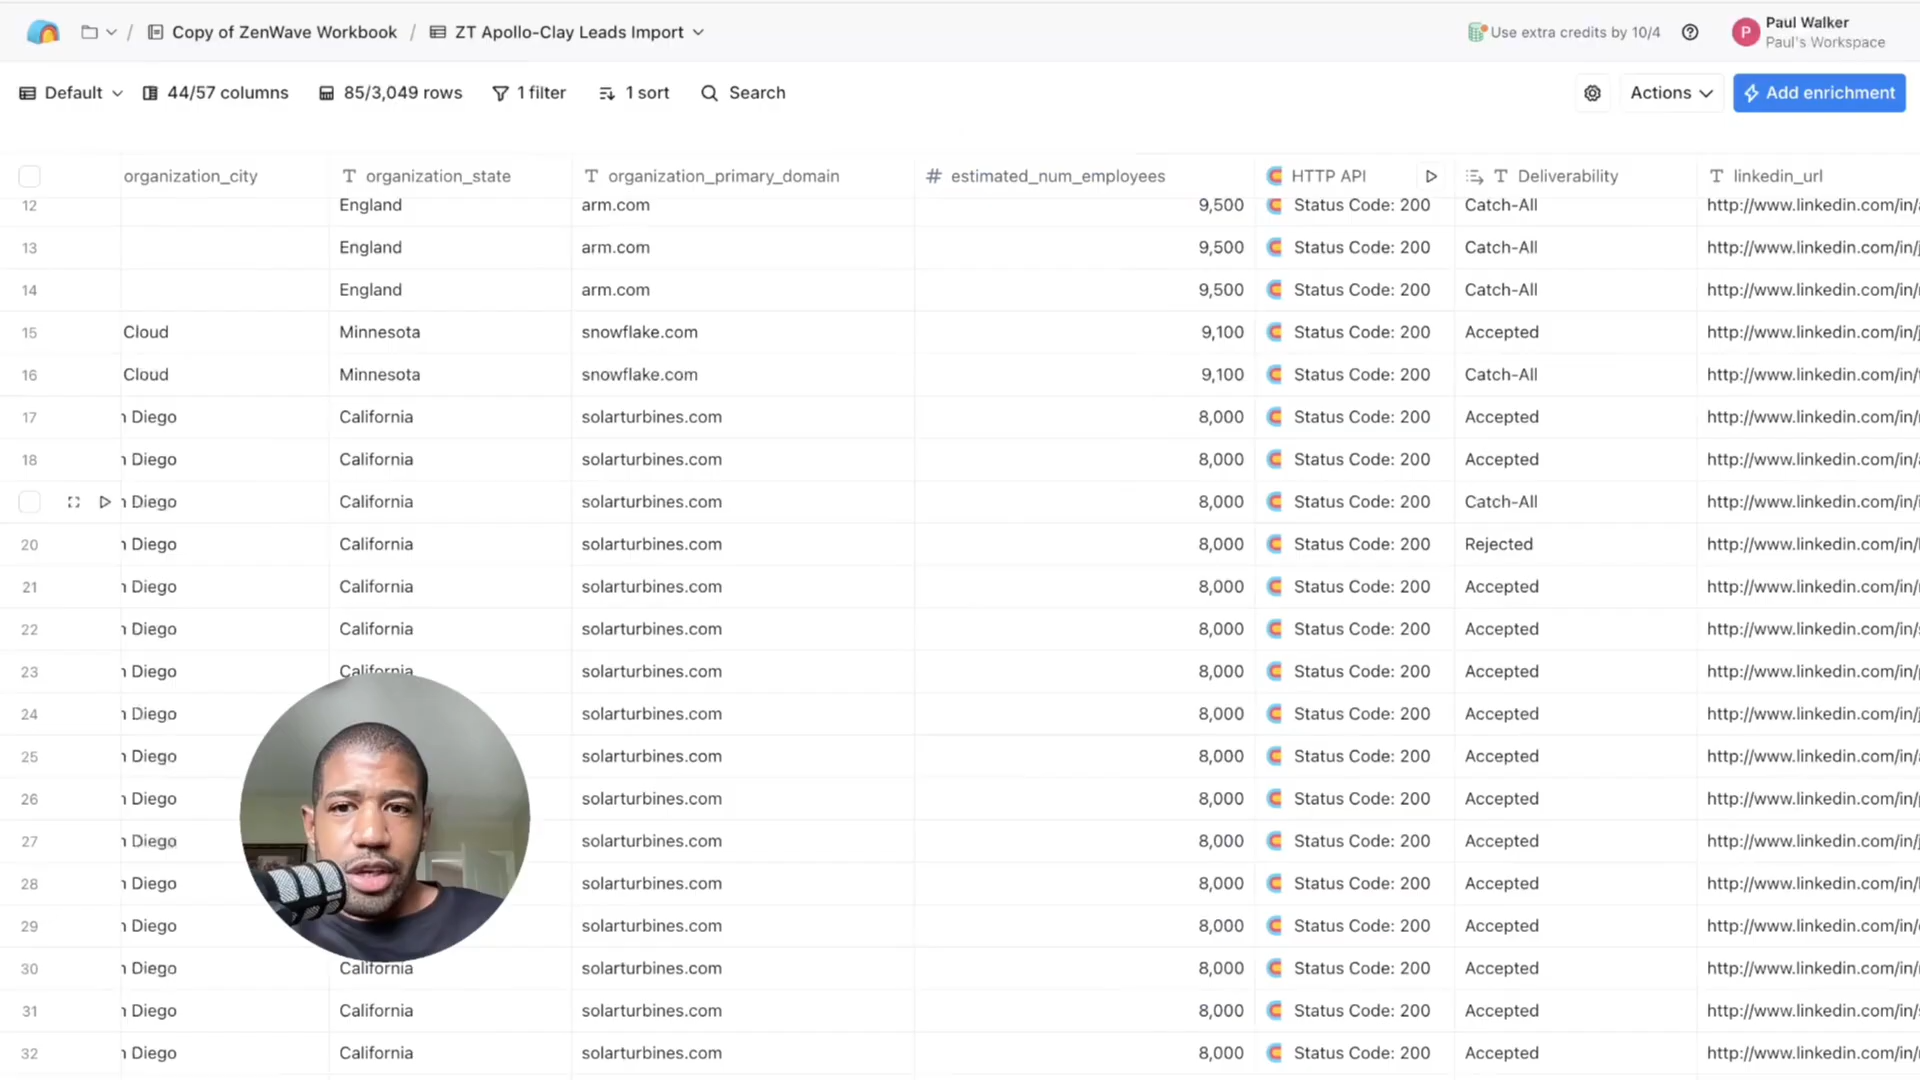 Copy of ZenWave Workbook / ZT Apollo-Clay Leads Import
Use extra credits by 10/4
P
Paul Walker
Paul's Workspace
Default 44/57 columns 85/3,049 rows 1 filter 1 sort Search
Actions Add enrichment
organization_city organization_state organization_primary_domain # estimated_num_employees HTTP API Deliverability linkedin_url
12 England arm.com 9,500 Status Code: 200 Catch-All http://www.linkedin.com/in/
13 England arm.com 9,500 Status Code: 200 Catch-All http://www.linkedin.com/in/
14 England arm.com 9,500 Status Code: 200 Catch-All http://www.linkedin.com/in/
15 Cloud Minnesota snowflake.com 9,100 Status Code: 200 Accepted http://www.linkedin.com/in/
16 Cloud Minnesota snowflake.com 9,100 Status Code: 200 Catch-All http://www.linkedin.com/in/
17 Diego California solarturbines.com 8,000 Status Code: 200 Accepted http://www.linkedin.com/in/
18 Diego California solarturbines.com 8,000 Status Code: 200 Accepted http://www.linkedin.com/in/
Diego California solarturbines.com 8,000 Status Code: 200 Catch-All http://www.linkedin.com/in/
20 Diego California solarturbines.com 8,000 Status Code: 200 Rejected http://www.linkedin.com/in/
21 Diego California solarturbines.com 8,000 Status Code: 200 Accepted http://www.linkedin.com/in/
22 Diego California solarturbines.com 8,000 Status Code: 200 Accepted http://www.linkedin.com/in/
23 Diego California solarturbines.com 8,000 Status Code: 200 Accepted http://www.linkedin.com/in/
24 Diego solarturbines.com 8,000 Status Code: 200 Accepted http://www.linkedin.com/in/
25 Diego solarturbines.com 8,000 Status Code: 200 Accepted http://www.linkedin.com/in/
26 Diego solarturbines.com 8,000 Status Code: 200 Accepted http://www.linkedin.com/in/
27 Diego solarturbines.com 8,000 Status Code: 200 Accepted http://www.linkedin.com/in/
28 Diego solarturbines.com 8,000 Status Code: 200 Accepted http://www.linkedin.com/in/
29 Diego solarturbines.com 8,000 Status Code: 200 Accepted http://www.linkedin.com/in/
30 Diego California solarturbines.com 8,000 Status Code: 200 Accepted http://www.linkedin.com/in/
31 Diego California solarturbines.com 8,000 Status Code: 200 Accepted http://www.linkedin.com/in/
32 Diego California solarturbines.com 8,000 Status Code: 200 Accepted http://www.linkedin.com/in/